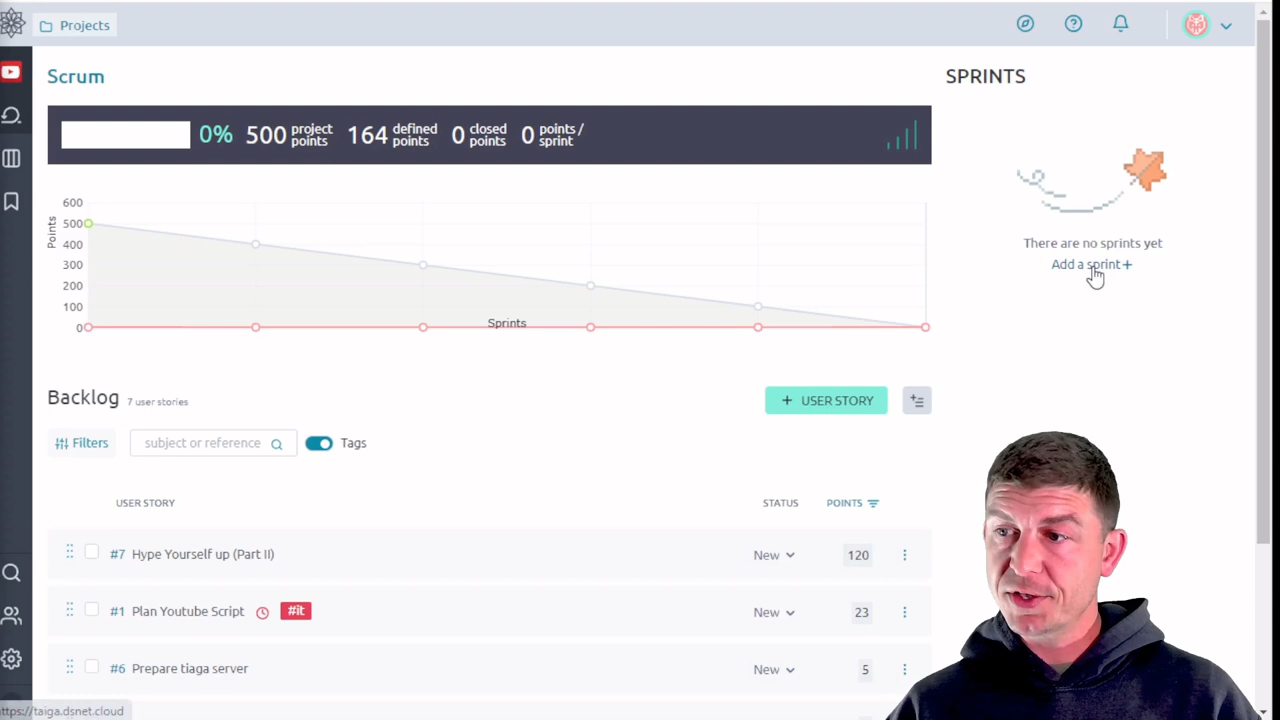 Projects
Scrum
SPRINTS
0% 500 project points 164 defined points 0 closed points 0 points / sprint
There are no sprints yet
Add a sprint+
600
500
400
300
200
100
0
Points
Sprints
Backlog 7 user stories
+ USER STORY
Filters
subject or reference
Tags
USER STORY STATUS POINTS
#7 Hype Yourself up (Part II) New 120
#1 Plan Youtube Script #it New 23
#6 Prepare tiaga server New 5
https://taiga.dsnet.cloud